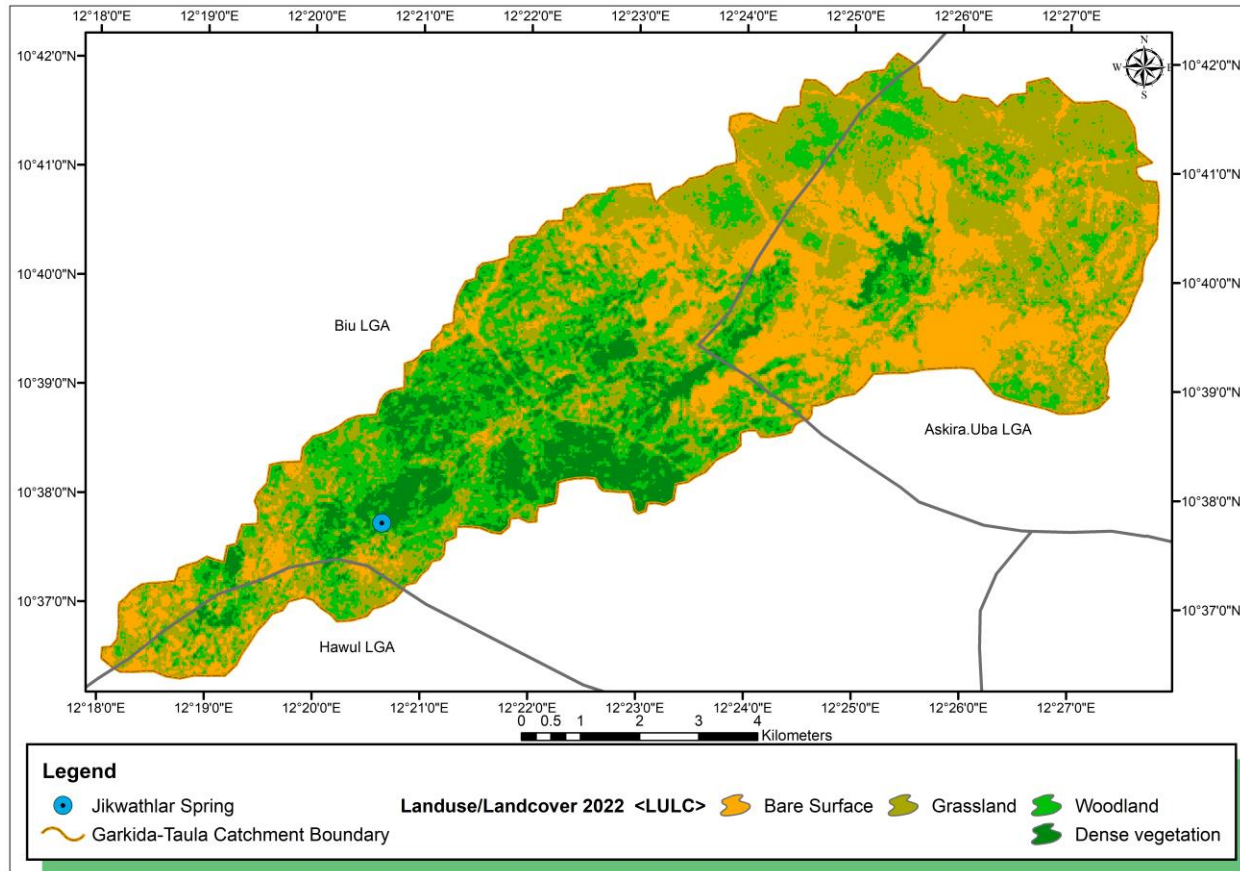 12°18'0"E 12°19'0"E 12°20'0"E 12°21'0"E 12°22'0"E 12°23'0"E 12°24'0"E 12°25'0"E 12°26'0"E 12°27'0"E
N
W E
S
10°42'0"N 10°42'0"N
10°41'0"N 10°41'0"N
10°40'0"N 10°40'0"N
Biu LGA
10°39'0"N 10°39'0"N
Askira.Uba LGA
10°38'0"N 10°38'0"N
10°37'0"N 10°37'0"N
Hawul LGA
12°18'0"E 12°19'0"E 12°20'0"E 12°21'0"E 12°22'0"E 12°23'0"E 12°24'0"E 12°25'0"E 12°26'0"E 12°27'0"E
0 0.5 1 2 3 4
Kilometers
Legend
Jikwathlar Spring Landuse/Landcover 2022 <LULC> Bare Surface Grassland Woodland
Garkida-Taula Catchment Boundary Dense vegetation